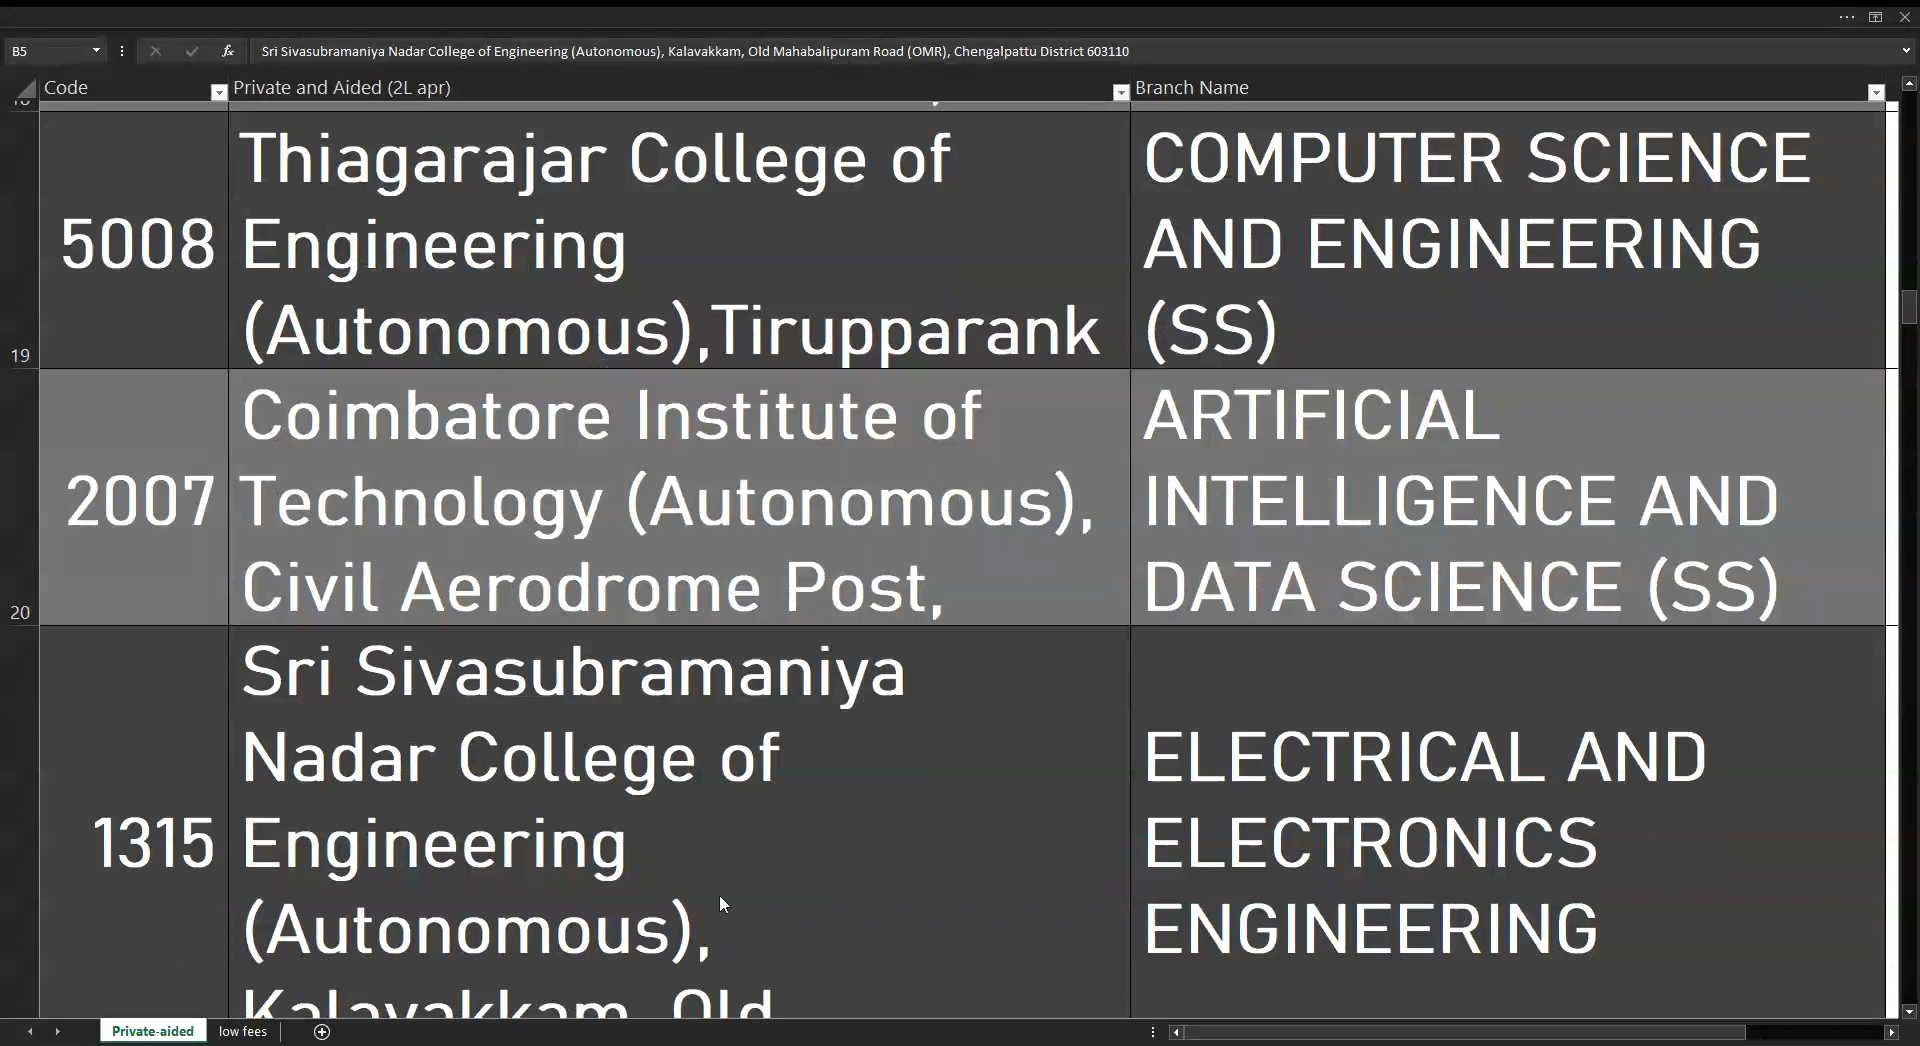 B5
fx
Sri Sivasubramaniya Nadar College of Engineering (Autonomous), Kalavakkam, Old Mahabalipuram Road (OMR), Chengalpattu District 603110
Code
Private and Aided (2L apr)
Branch Name
5008
Thiagarajar College of
Engineering
(Autonomous),Tirupparank
COMPUTER SCIENCE
AND ENGINEERING
(SS)
19
2007
Coimbatore Institute of
Technology (Autonomous),
Civil Aerodrome Post,
ARTIFICIAL
INTELLIGENCE AND
DATA SCIENCE (SS)
20
1315
Sri Sivasubramaniya
Nadar College of
Engineering
(Autonomous),
Kalavakkam, Old
ELECTRICAL AND
ELECTRONICS
ENGINEERING
Private-aided
low fees